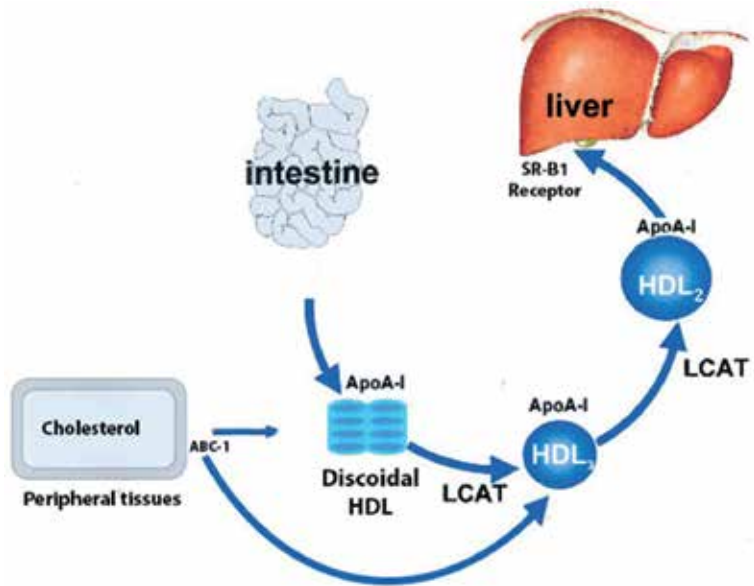 liver
SR-B1
Receptor
intestine
ApoA-I
HDL2
LCAT
ApoA-I
ApoA-I
HDL3
Cholesterol
ABC-1
Discoidal
HDL
LCAT
Peripheral tissues